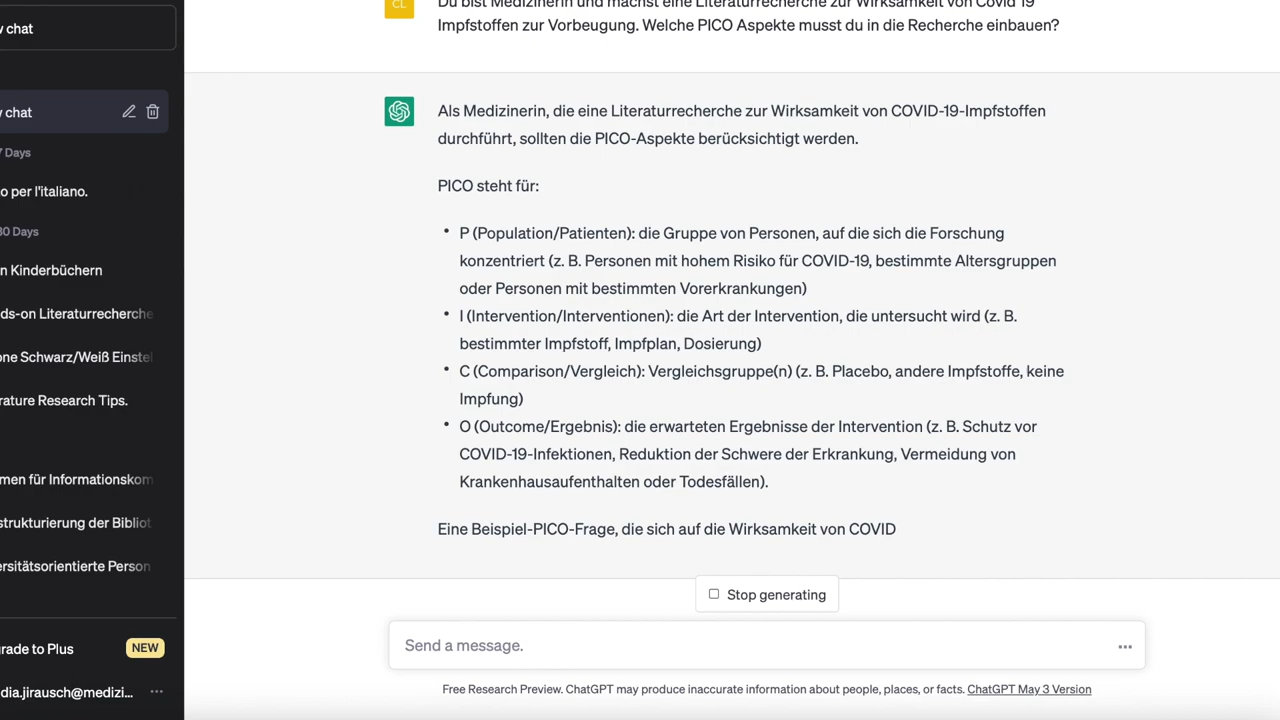 chat
chat
7 Days
o per l'italiano.
30 Days
n Kinderbüchern
ds-on Literaturrecherche
one Schwarz/Weiß Einstel
rature Research Tips.
men für Informationskom
strukturierung der Bibliot
ersitätsorientierte Person
grade to Plus
NEW
dia.jirausch@medizi...
CL
Du bist Medizinerin und machst eine Literaturrecherche zur Wirksamkeit von Covid 19
Impfstoffen zur Vorbeugung. Welche PICO Aspekte musst du in die Recherche einbauen?
Als Medizinerin, die eine Literaturrecherche zur Wirksamkeit von COVID-19-Impfstoffen
durchführt, sollten die PICO-Aspekte berücksichtigt werden.
PICO steht für:
• P (Population/Patienten): die Gruppe von Personen, auf die sich die Forschung
konzentriert (z. B. Personen mit hohem Risiko für COVID-19, bestimmte Altersgruppen
oder Personen mit bestimmten Vorerkrankungen)
• I (Intervention/Interventionen): die Art der Intervention, die untersucht wird (z. B.
bestimmter Impfstoff, Impfplan, Dosierung)
• C (Comparison/Vergleich): Vergleichsgruppe(n) (z. B. Placebo, andere Impfstoffe, keine
Impfung)
• O (Outcome/Ergebnis): die erwarteten Ergebnisse der Intervention (z. B. Schutz vor
COVID-19-Infektionen, Reduktion der Schwere der Erkrankung, Vermeidung von
Krankenhausaufenthalten oder Todesfällen).
Eine Beispiel-PICO-Frage, die sich auf die Wirksamkeit von COVID
Stop generating
Send a message.
Free Research Preview. ChatGPT may produce inaccurate information about people, places, or facts. ChatGPT May 3 Version